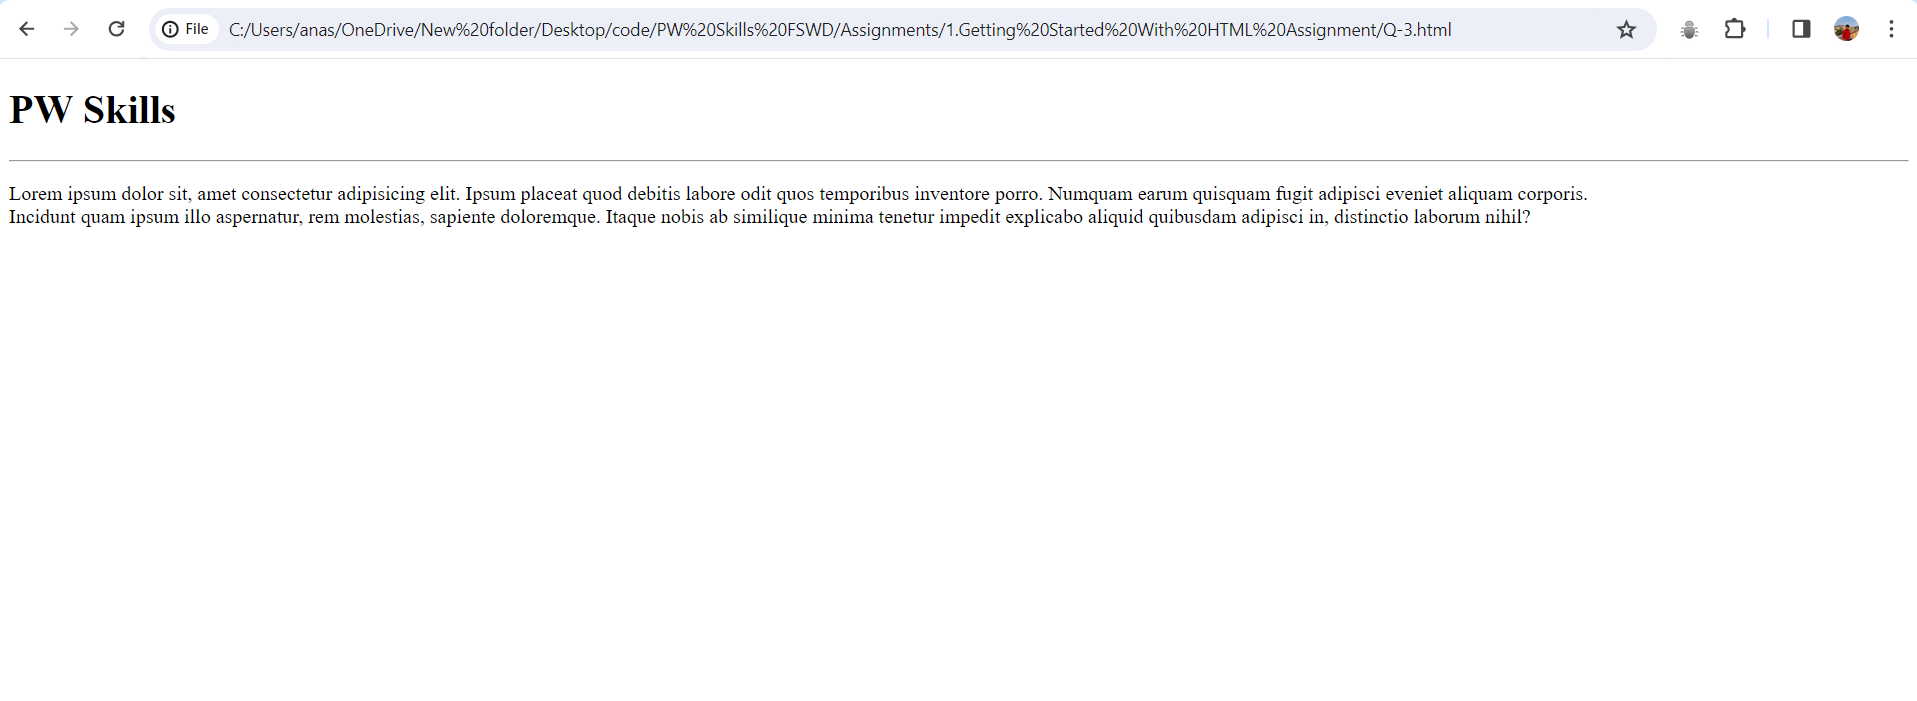 File C:/Users/anas/OneDrive/New%20folder/Desktop/code/PW%20Skills%20FSWD/Assignments/1.Getting%20Started%20With%20HTML%20Assignment/Q-3.html
PW Skills
Lorem ipsum dolor sit, amet consectetur adipisicing elit. Ipsum placeat quod debitis labore odit quos temporibus inventore porro. Numquam earum quisquam fugit adipisci eveniet aliquam corporis.
Incidunt quam ipsum illo aspernatur, rem molestias, sapiente doloremque. Itaque nobis ab similique minima tenetur impedit explicabo aliquid quibusdam adipisci in, distinctio laborum nihil?